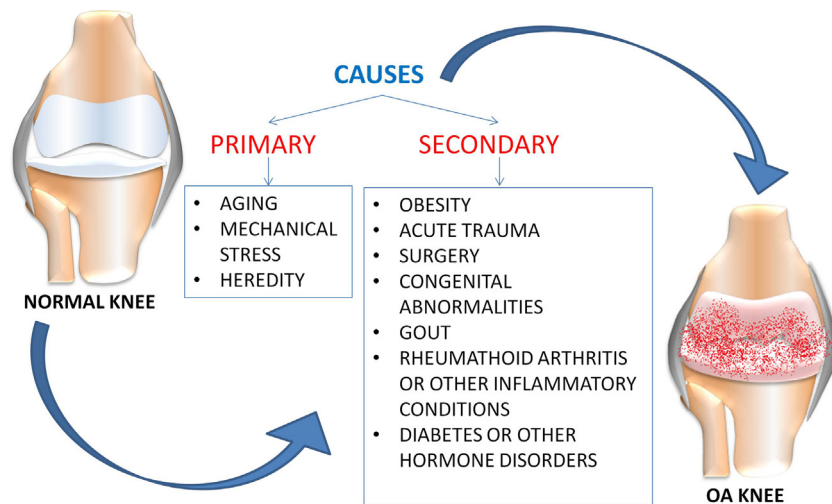 CAUSES
PRIMARY
SECONDARY
• AGING
• MECHANICAL
STRESS
• HEREDITY
• OBESITY
• ACUTE TRAUMA
• SURGERY
• CONGENITAL
ABNORMALITIES
• GOUT
• RHEUMATHOID ARTHRITIS
OR OTHER INFLAMMATORY
CONDITIONS
• DIABETES OR OTHER
HORMONE DISORDERS
NORMAL KNEE
OA KNEE